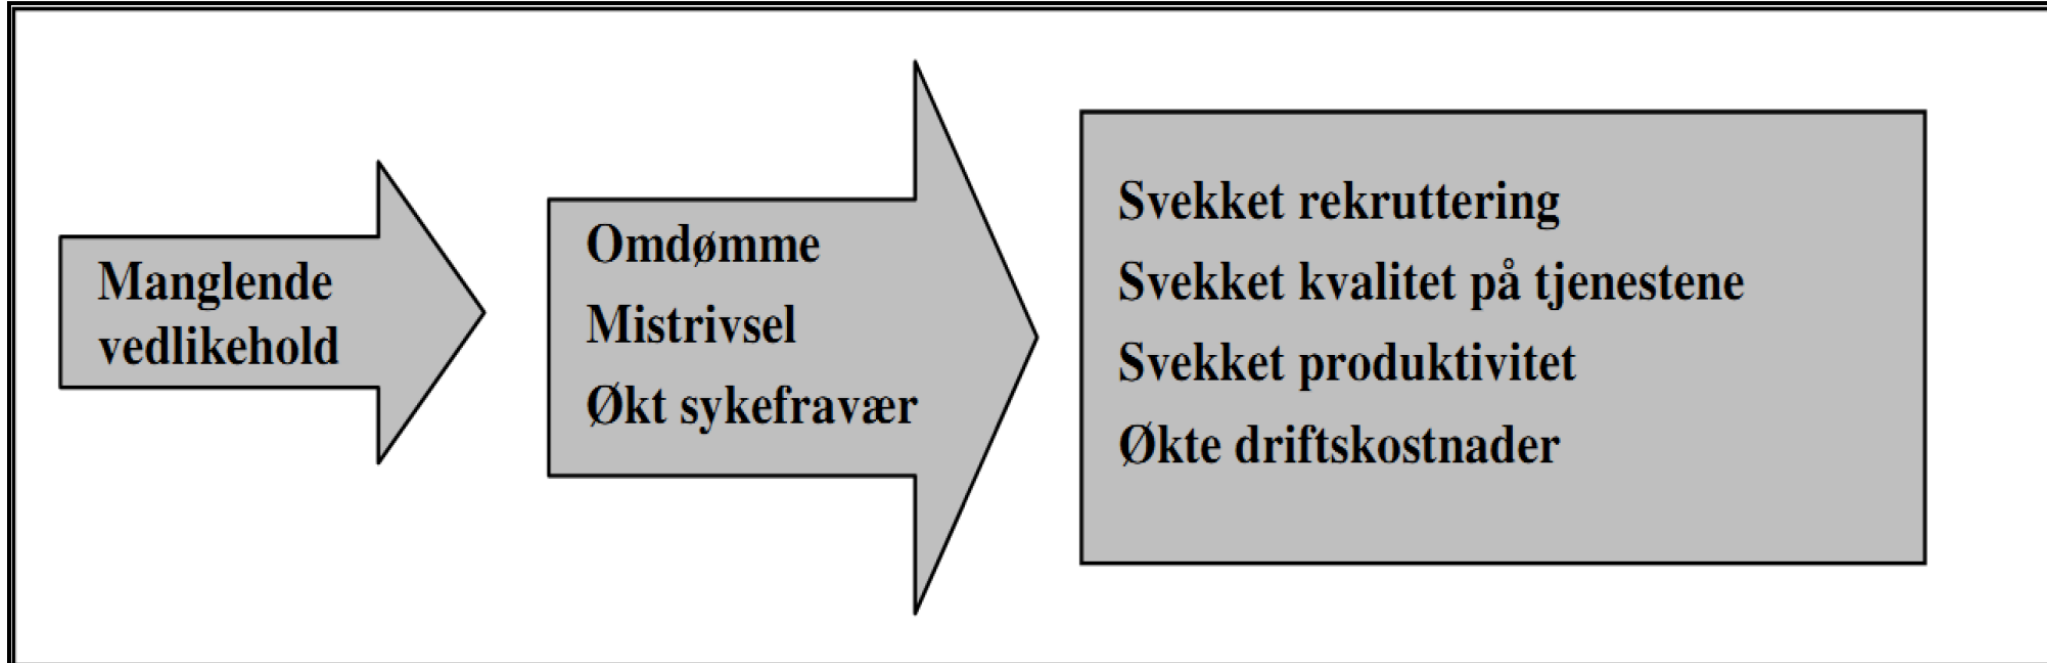 Manglende
vedlikehold
Omdømme
Mistrivsel
Økt sykefravær
Svekket rekruttering
Svekket kvalitet på tjenestene
Svekket produktivitet
Økte driftskostnader